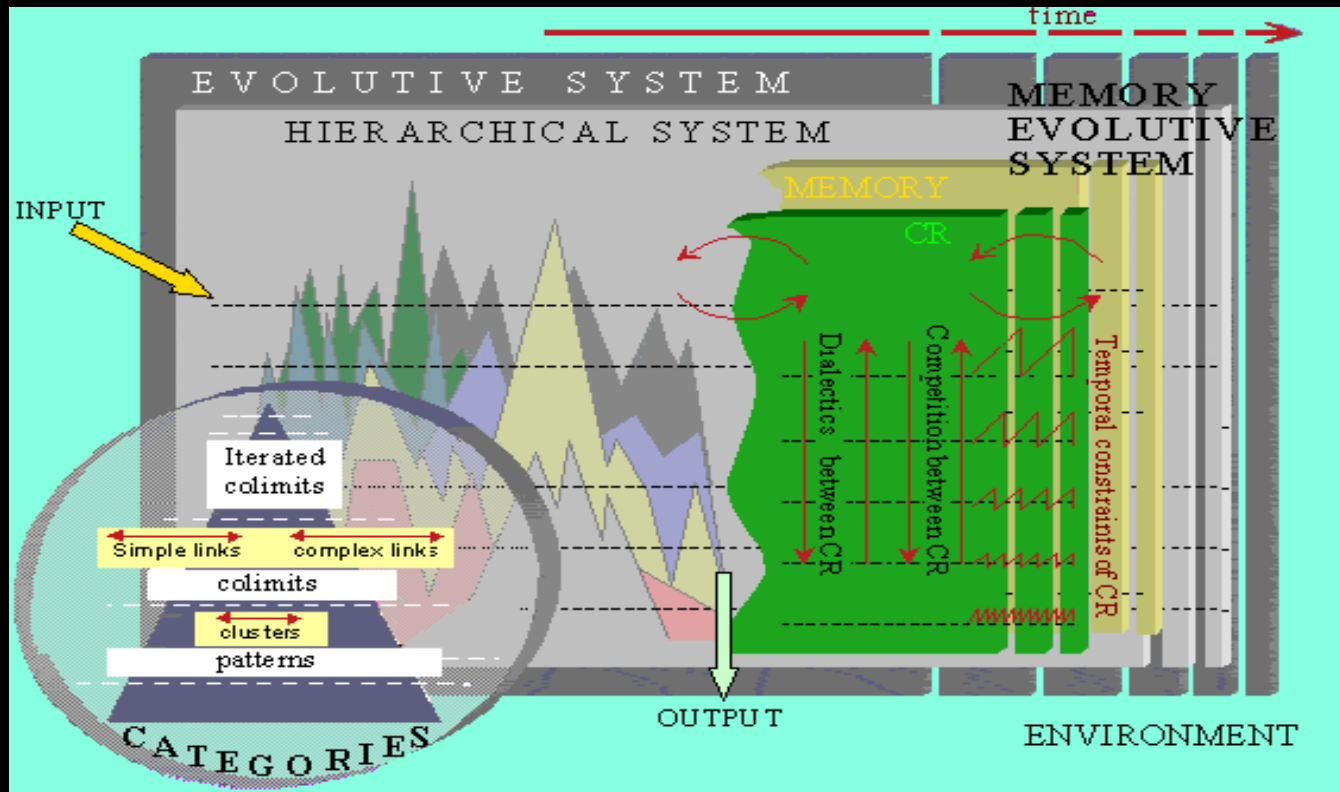 time
EVOLUTIVE SYSTEM
HIERARCHICAL SYSTEM
MEMORY
EVOLUTIVE
SYSTEM
MEMORY
CR
INPUT
Dialectics between CR
Competition between CR
Temporal constraints of CR
Iterated
colimits
Simple links
complex links
colimits
clusters
patterns
CATEGORIES
OUTPUT
ENVIRONMENT